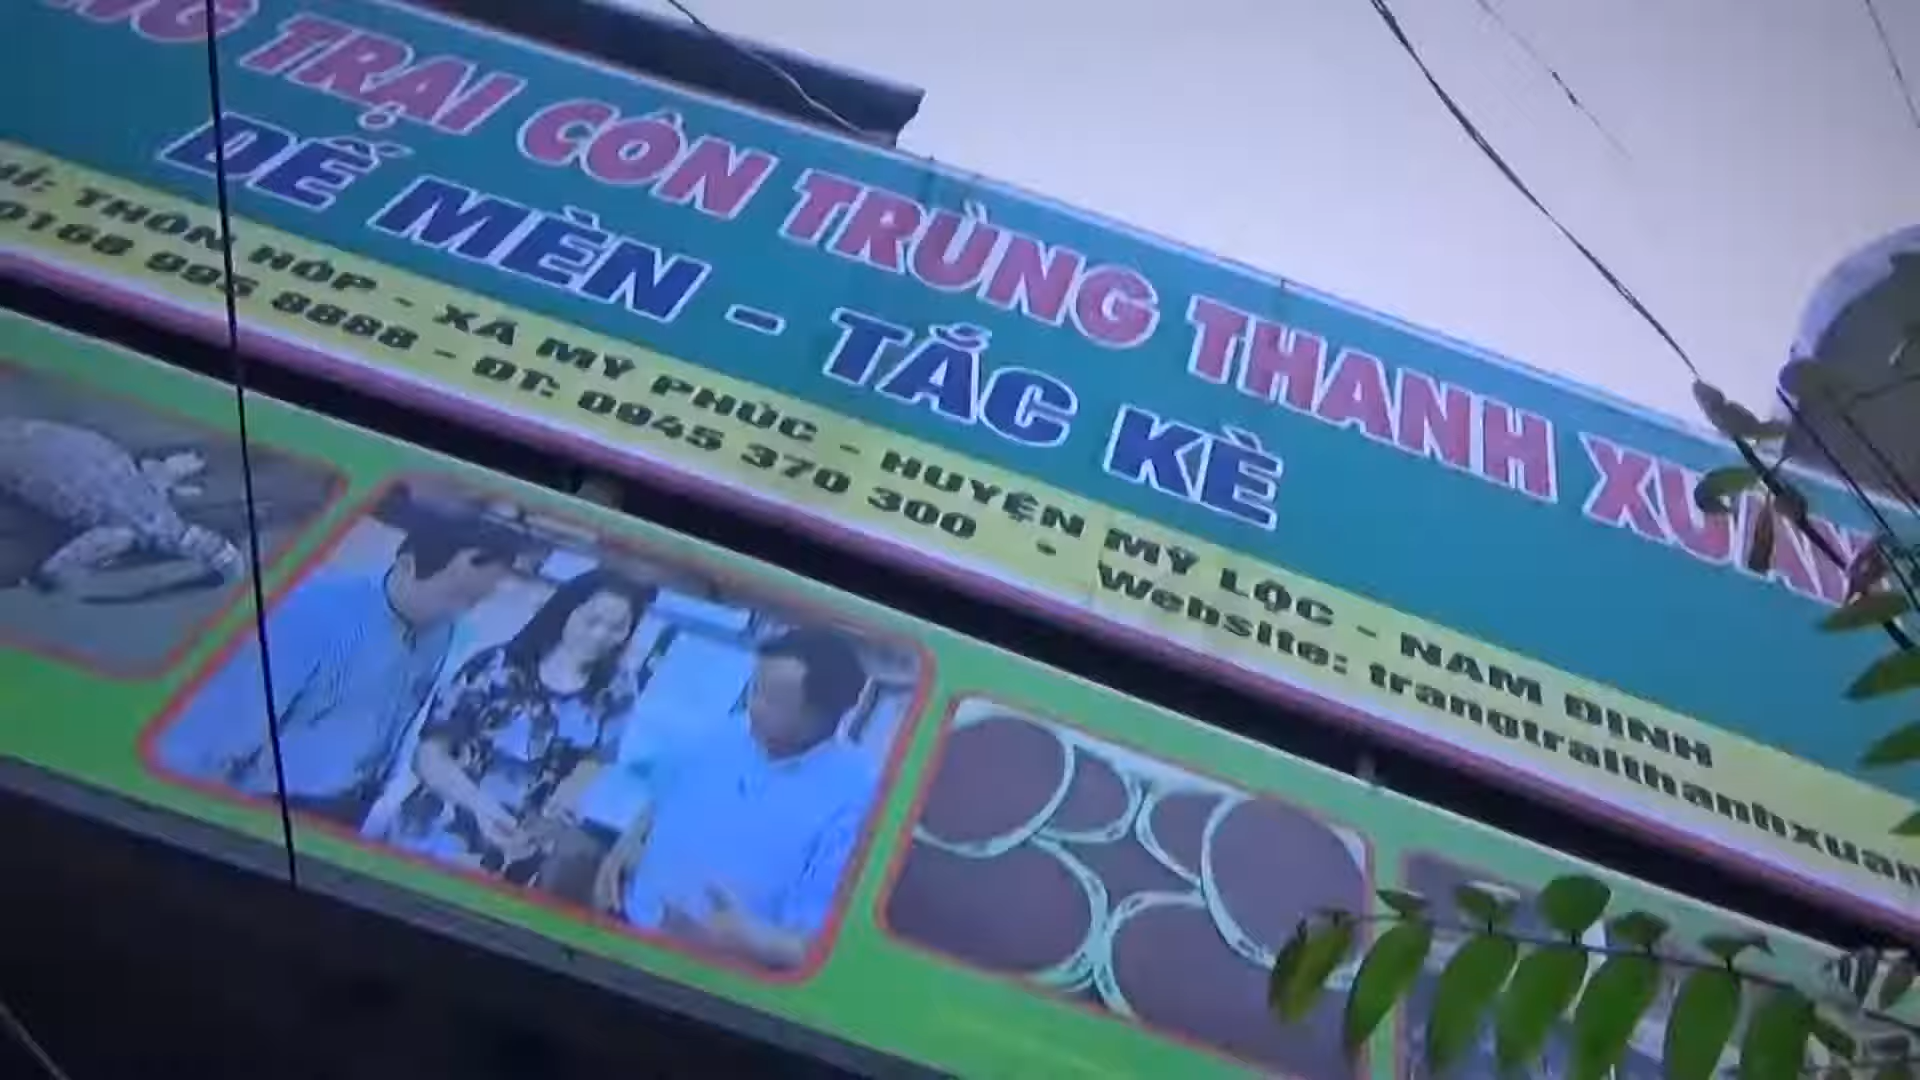 TRẠI CÔN TRÙNG THANH XUÂN
DẾ MÈN - TẮC KÈ
THÔN HÓP - XÃ MỸ PHÚC - HUYỆN MỸ LỘC - NAM ĐỊNH
0168 995 8888 - ĐT: 0945 370 300 - Website: trangtraithanhxuan